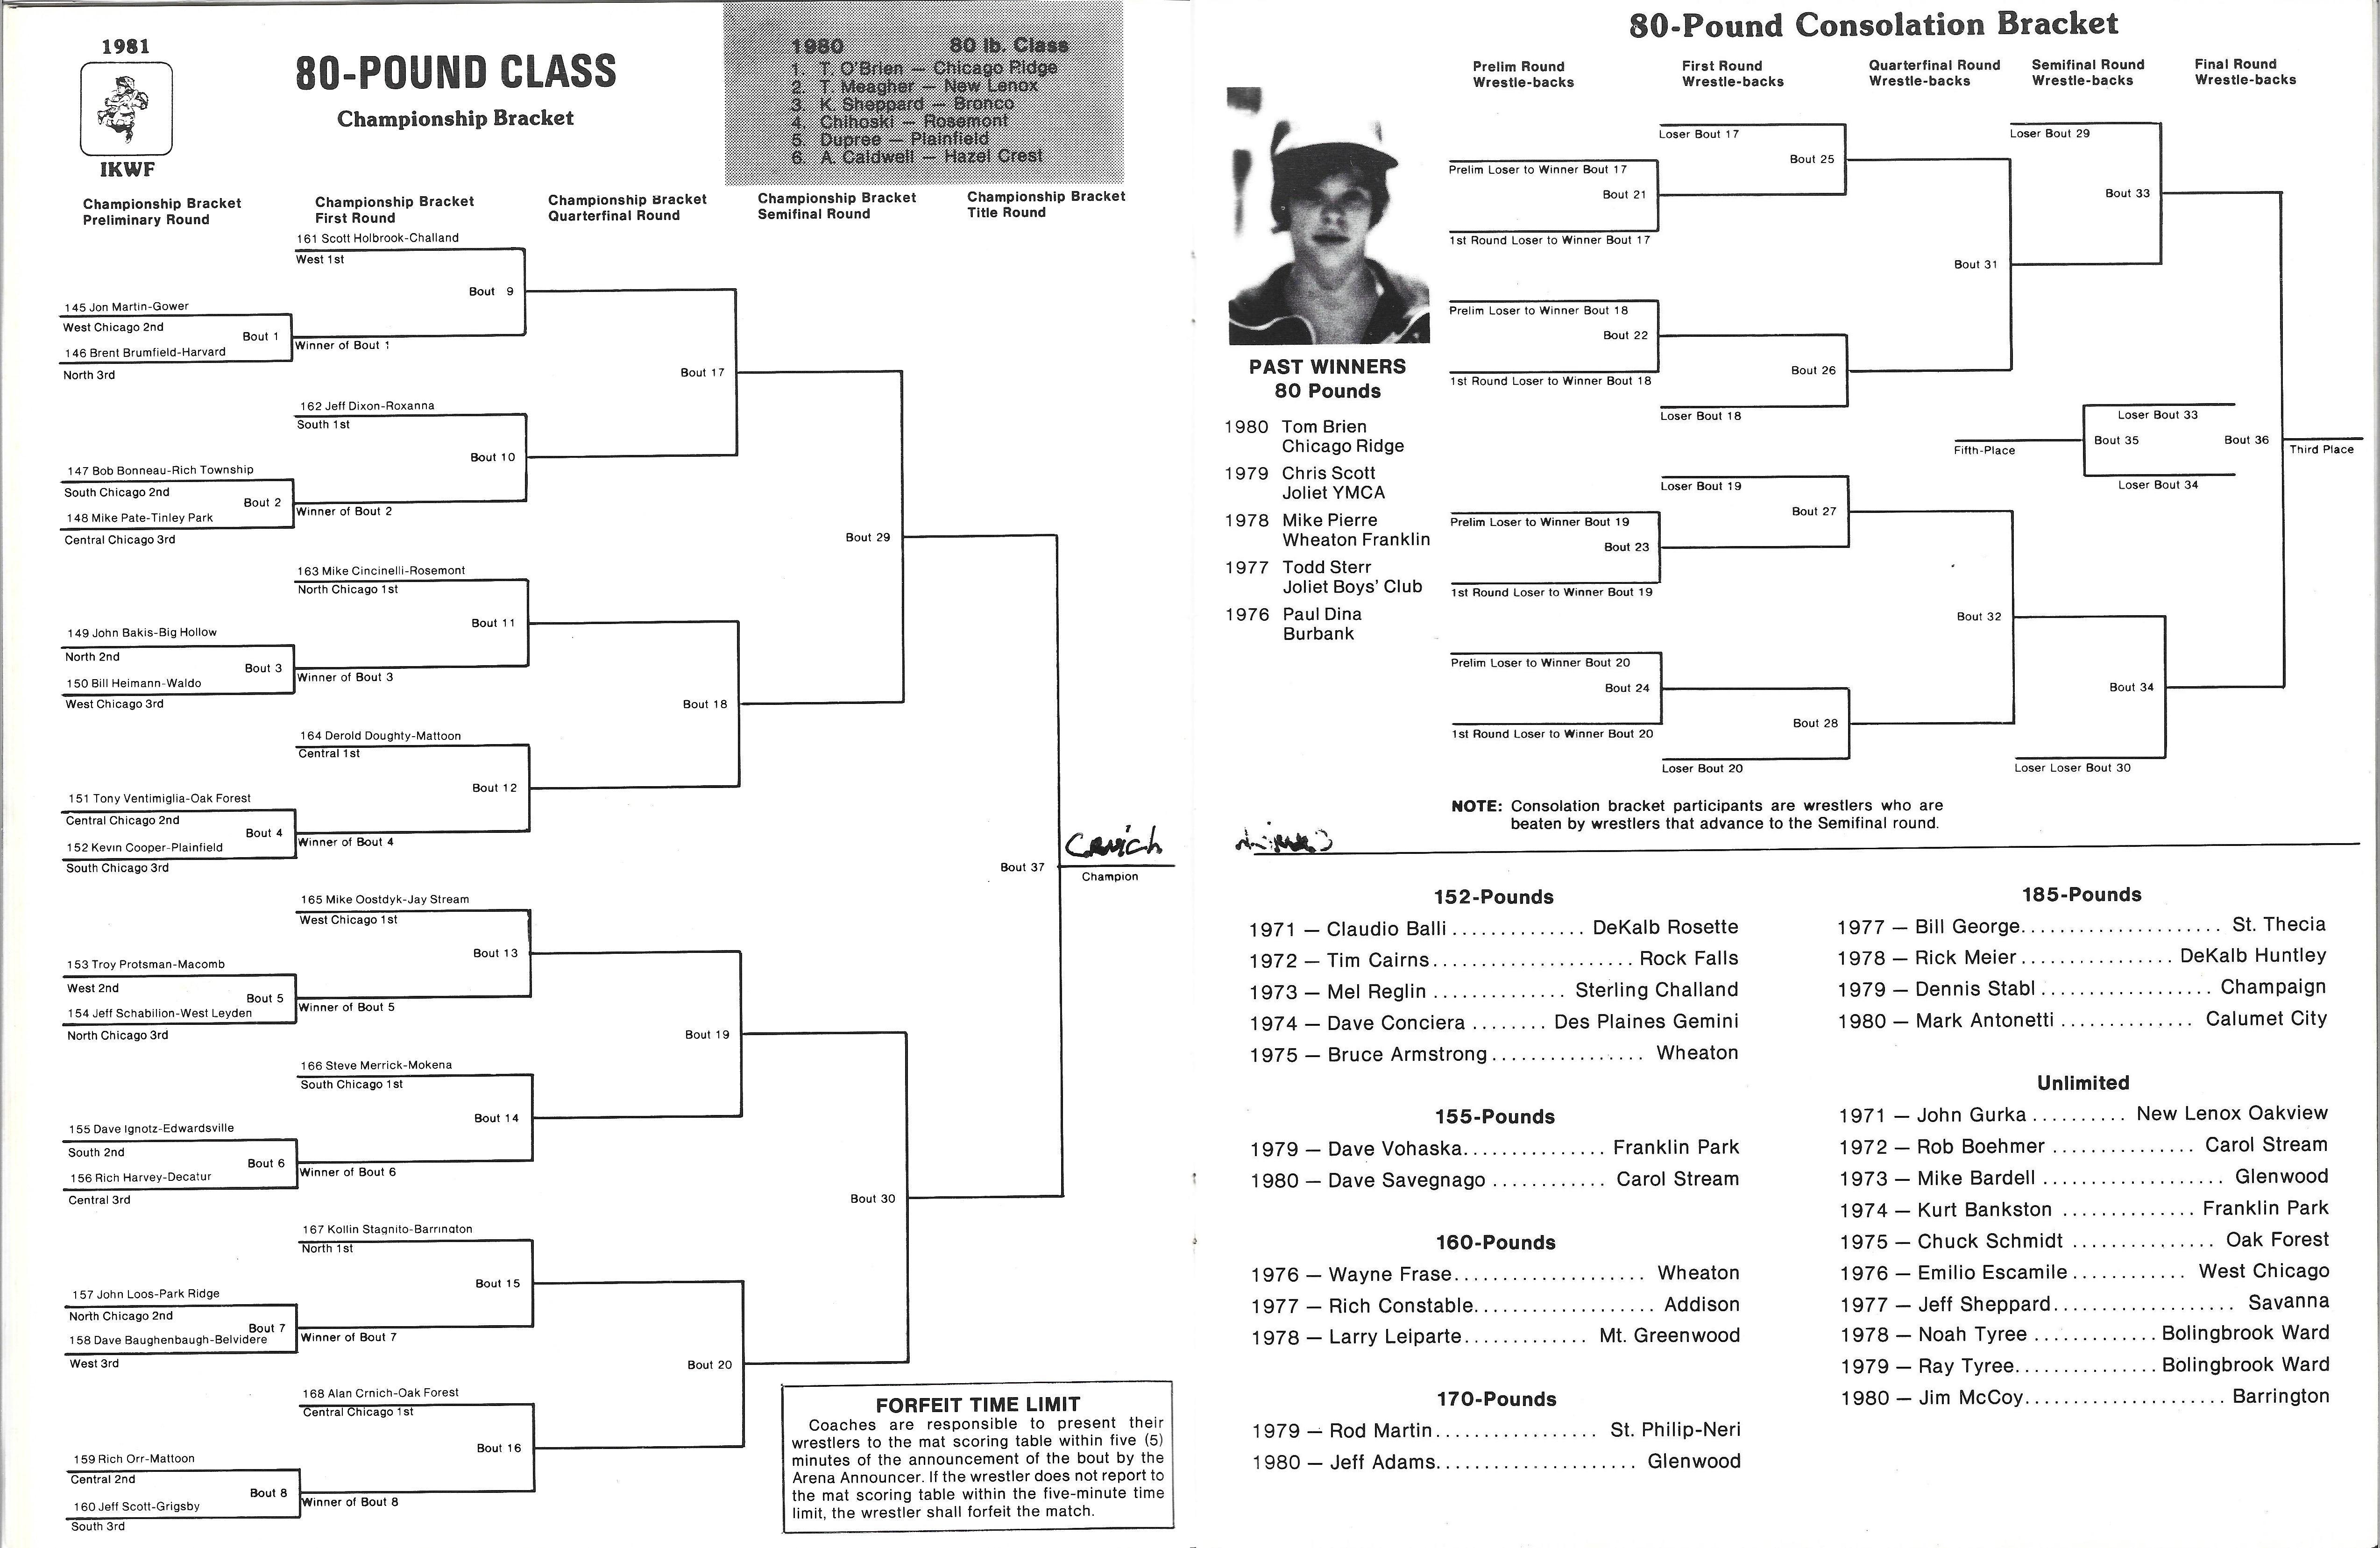 1981
IKWF
80-POUND CLASS
Championship Bracket
1980 80 lb. Class
1. T. O'Brien — Chicago Ridge
2. T. Meagher — New Lenox
3. K. Sheppard — Bronco
4. Chihoski — Rosemont
5. Dupree — Plainfield
6. A. Caldwell — Hazel Crest
Championship Bracket
Preliminary Round
Championship Bracket
First Round
Championship Bracket
Quarterfinal Round
Championship Bracket
Semifinal Round
Championship Bracket
Title Round
161 Scott Holbrook-Challand
West 1st
Bout 9
145 Jon Martin-Gower
West Chicago 2nd
Bout 1
146 Brent Brumfield-Harvard
North 3rd
Winner of Bout 1
Bout 17
162 Jeff Dixon-Roxanna
South 1st
Bout 10
147 Bob Bonneau-Rich Township
South Chicago 2nd
Bout 2
148 Mike Pate-Tinley Park
Central Chicago 3rd
Winner of Bout 2
Bout 29
163 Mike Cincinelli-Rosemont
North Chicago 1st
Bout 11
149 John Bakis-Big Hollow
North 2nd
Bout 3
150 Bill Heimann-Waldo
West Chicago 3rd
Winner of Bout 3
Bout 18
164 Derold Doughty-Mattoon
Central 1st
Bout 12
151 Tony Ventimiglia-Oak Forest
Central Chicago 2nd
Bout 4
152 Kevin Cooper-Plainfield
South Chicago 3rd
Winner of Bout 4
Bout 37
Crnich
Champion
165 Mike Oostdyk-Jay Stream
West Chicago 1st
Bout 13
153 Troy Protsman-Macomb
West 2nd
Bout 5
154 Jeff Schabilion-West Leyden
North Chicago 3rd
Winner of Bout 5
Bout 19
166 Steve Merrick-Mokena
South Chicago 1st
Bout 14
155 Dave Ignotz-Edwardsville
South 2nd
Bout 6
156 Rich Harvey-Decatur
Central 3rd
Winner of Bout 6
Bout 30
167 Kollin Stagnito-Barrington
North 1st
Bout 15
157 John Loos-Park Ridge
North Chicago 2nd
Bout 7
158 Dave Baughenbaugh-Belvidere
West 3rd
Winner of Bout 7
Bout 20
168 Alan Crnich-Oak Forest
Central Chicago 1st
Bout 16
159 Rich Orr-Mattoon
Central 2nd
Bout 8
160 Jeff Scott-Grigsby
South 3rd
Winner of Bout 8
FORFEIT TIME LIMIT
Coaches are responsible to present their
wrestlers to the mat scoring table within five (5)
minutes of the announcement of the bout by the
Arena Announcer. If the wrestler does not report to
the mat scoring table within the five-minute time
limit, the wrestler shall forfeit the match.
80-Pound Consolation Bracket
Prelim Round
Wrestle-backs
First Round
Wrestle-backs
Quarterfinal Round
Wrestle-backs
Semifinal Round
Wrestle-backs
Final Round
Wrestle-backs
Loser Bout 17
Bout 25
Prelim Loser to Winner Bout 17
Bout 21
1st Round Loser to Winner Bout 17
Loser Bout 29
Bout 33
Bout 31
Prelim Loser to Winner Bout 18
Bout 22
1st Round Loser to Winner Bout 18
Bout 26
Loser Bout 18
Loser Bout 33
Fifth-Place
Bout 35
Bout 36
Third Place
Loser Bout 34
Loser Bout 19
Bout 27
Prelim Loser to Winner Bout 19
Bout 23
1st Round Loser to Winner Bout 19
Bout 32
Prelim Loser to Winner Bout 20
Bout 24
1st Round Loser to Winner Bout 20
Bout 34
Bout 28
Loser Bout 20
Loser Loser Bout 30
PAST WINNERS
80 Pounds
1980 Tom Brien
Chicago Ridge
1979 Chris Scott
Joliet YMCA
1978 Mike Pierre
Wheaton Franklin
1977 Todd Sterr
Joliet Boys' Club
1976 Paul Dina
Burbank
NOTE: Consolation bracket participants are wrestlers who are
beaten by wrestlers that advance to the Semifinal round.
152-Pounds
1971 — Claudio Balli .............. DeKalb Rosette
1972 — Tim Cairns..................... Rock Falls
1973 — Mel Reglin .............. Sterling Challand
1974 — Dave Conciera ........ Des Plaines Gemini
1975 — Bruce Armstrong................ Wheaton
155-Pounds
1979 — Dave Vohaska............... Franklin Park
1980 — Dave Savegnago ............ Carol Stream
160-Pounds
1976 — Wayne Frase..................... Wheaton
1977 — Rich Constable................... Addison
1978 — Larry Leiparte............. Mt. Greenwood
170-Pounds
1979 — Rod Martin................. St. Philip-Neri
1980 — Jeff Adams..................... Glenwood
185-Pounds
1977 — Bill George..................... St. Thecia
1978 — Rick Meier................ DeKalb Huntley
1979 — Dennis Stabl.................. Champaign
1980 — Mark Antonetti .............. Calumet City
Unlimited
1971 — John Gurka .......... New Lenox Oakview
1972 — Rob Boehmer ............... Carol Stream
1973 — Mike Bardell ................... Glenwood
1974 — Kurt Bankston .............. Franklin Park
1975 — Chuck Schmidt ............... Oak Forest
1976 — Emilio Escamile............ West Chicago
1977 — Jeff Sheppard................... Savanna
1978 — Noah Tyree ............. Bolingbrook Ward
1979 — Ray Tyree............... Bolingbrook Ward
1980 — Jim McCoy..................... Barrington